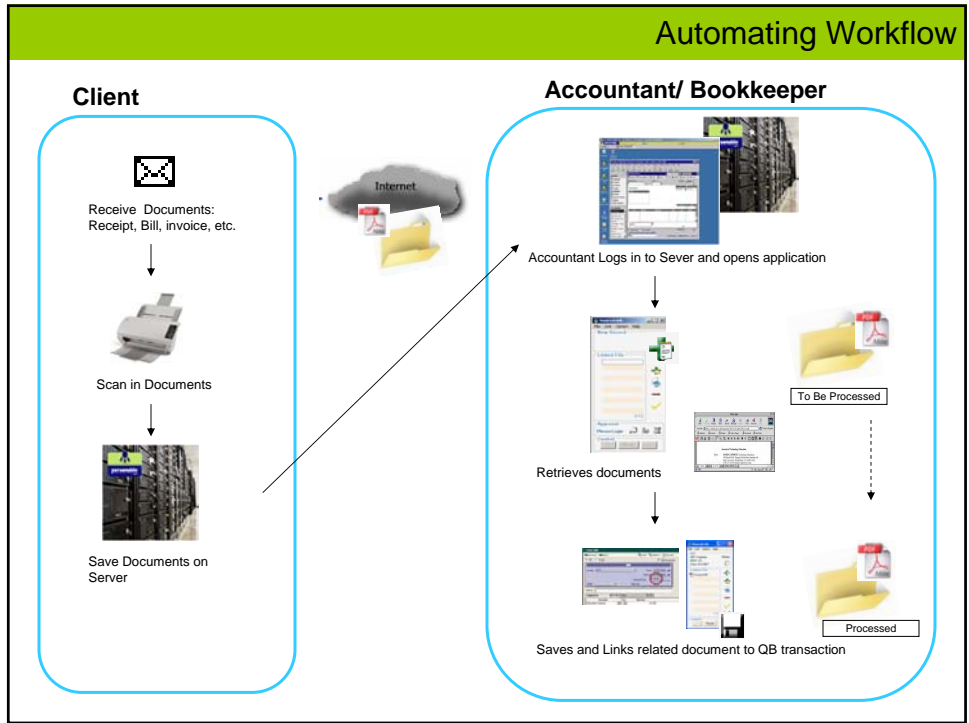 Automating Workflow
Client
Accountant/ Bookkeeper
Internet
Receive Documents:
Receipt, Bill, invoice, etc.
Scan in Documents
Save Documents on
Server
Accountant Logs in to Sever and opens application
To Be Processed
Retrieves documents
Processed
Saves and Links related document to QB transaction